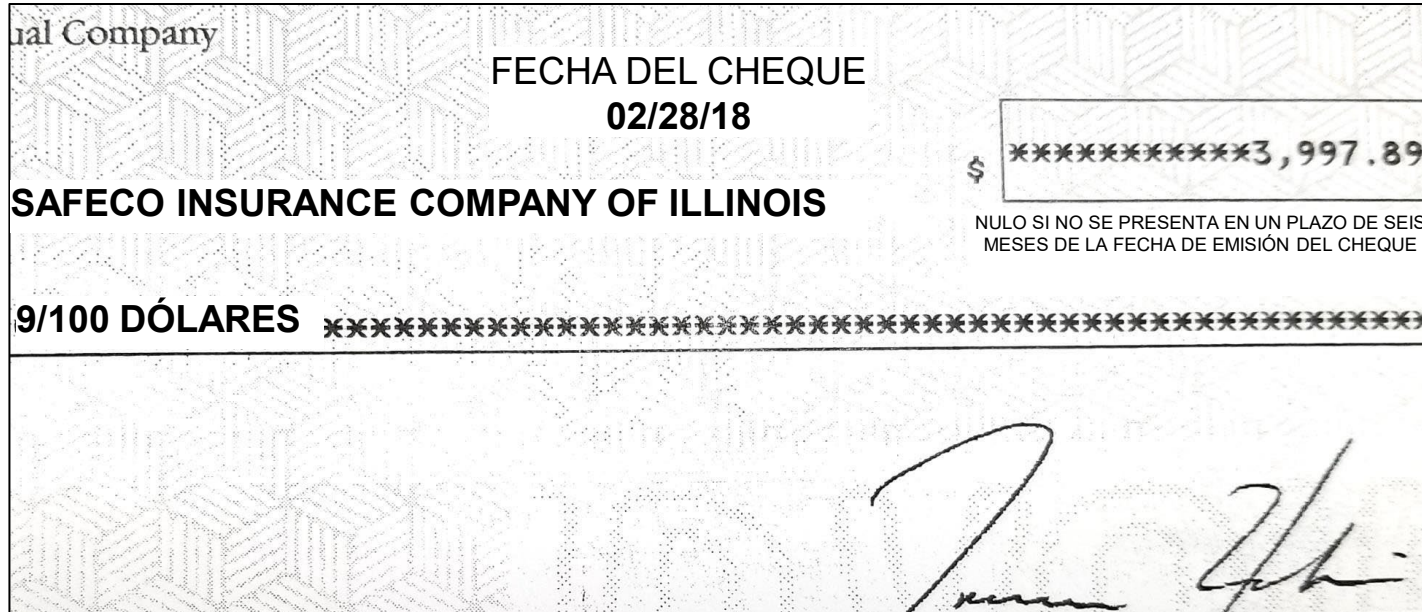 ual Company
FECHA DEL CHEQUE
02/28/18
$ ***********3,997.89
SAFECO INSURANCE COMPANY OF ILLINOIS
NULO SI NO SE PRESENTA EN UN PLAZO DE SEIS
MESES DE LA FECHA DE EMISIÓN DEL CHEQUE
9/100 DÓLARES ************************************************